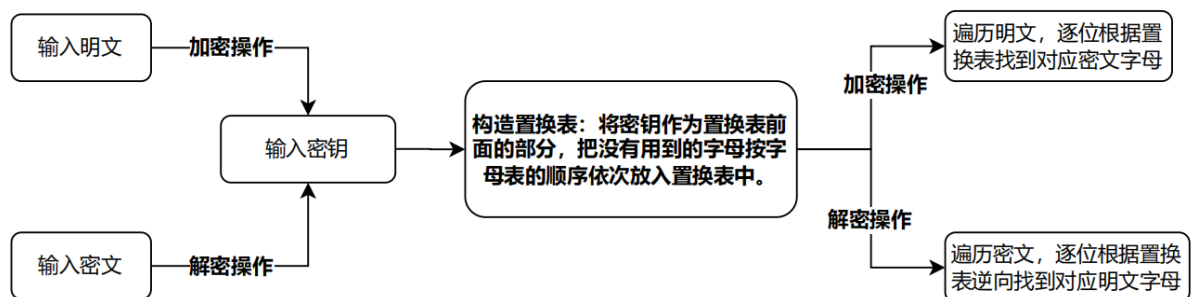 输入明文
加密操作
输入密钥
输入密文
解密操作
构造置换表：将密钥作为置换表前
面的部分，把没有用到的字母按字
母表的顺序依次放入置换表中。
加密操作
遍历明文，逐位根据置
换表找到对应密文字母
解密操作
遍历密文，逐位根据置换
表逆向找到对应明文字母